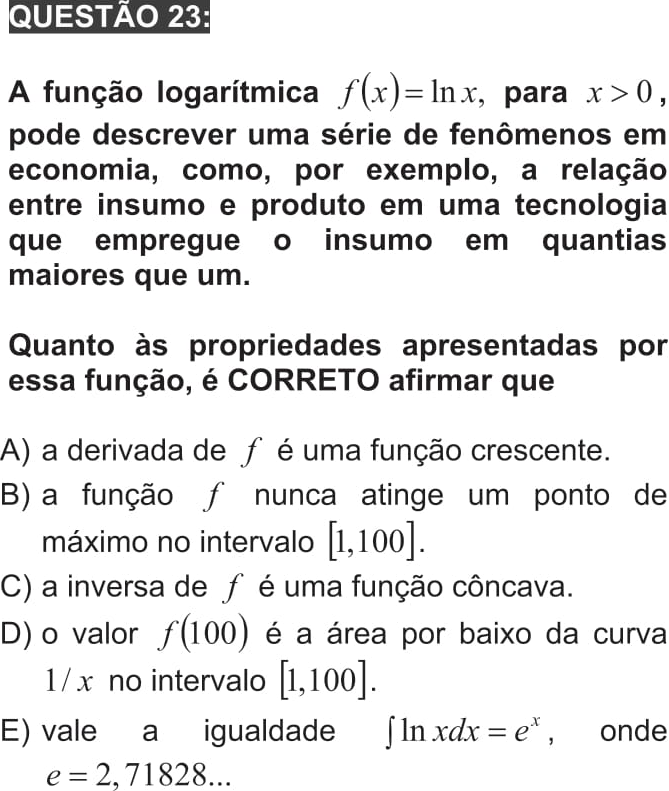 QUESTÃO 23:
A função logarítmica f(x)=ln x, para x>0,
pode descrever uma série de fenômenos em
economia, como, por exemplo, a relação
entre insumo e produto em uma tecnologia
que empregue o insumo em quantias
maiores que um.
Quanto às propriedades apresentadas por
essa função, é CORRETO afirmar que
A) a derivada de f é uma função crescente.
B) a função f nunca atinge um ponto de
máximo no intervalo [1,100].
C) a inversa de f é uma função côncava.
D) o valor f(100) é a área por baixo da curva
1/x no intervalo [1,100].
E) vale a igualdade ∫ln xdx = eˣ, onde
e = 2,71828...